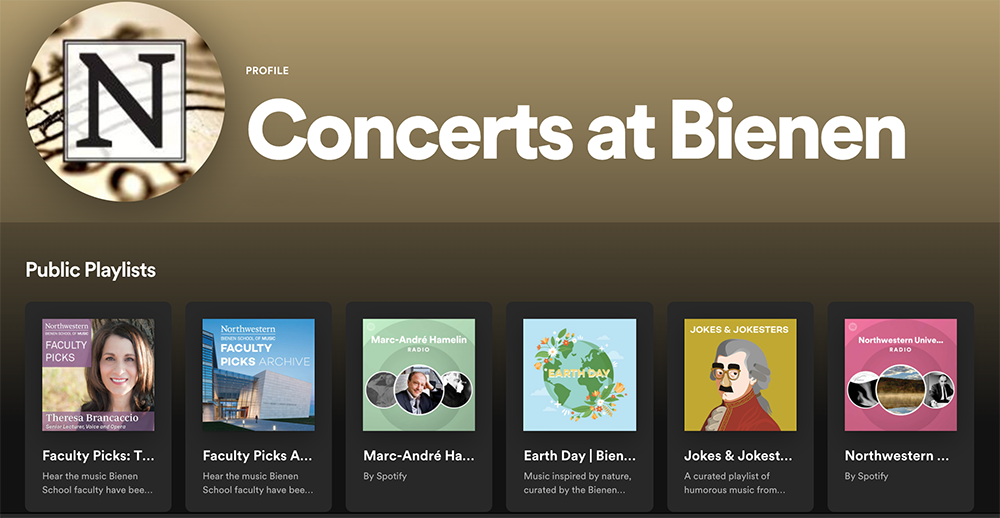 N
PROFILE
Concerts at Bienen
Public Playlists
Northwestern
BIENEN SCHOOL OF MUSIC
FACULTY
PICKS
Theresa Brancaccio
Senior Lecturer, Voice and Opera
Faculty Picks: T...
Hear the music Bienen
School faculty have bee...
Northwestern
BIENEN SCHOOL OF MUSIC
FACULTY
PICKS ARCHIVE
Faculty Picks A...
Hear the music Bienen
School faculty have bee...
Marc-André Hamelin
RADIO
Marc-André Ha...
By Spotify
EARTH DAY
Earth Day | Bien...
Music inspired by nature,
curated by the Bienen...
JOKES & JOKESTERS
Jokes & Jokest...
A curated playlist of
humorous music from...
Northwestern Unive...
RADIO
Northwestern ...
By Spotify